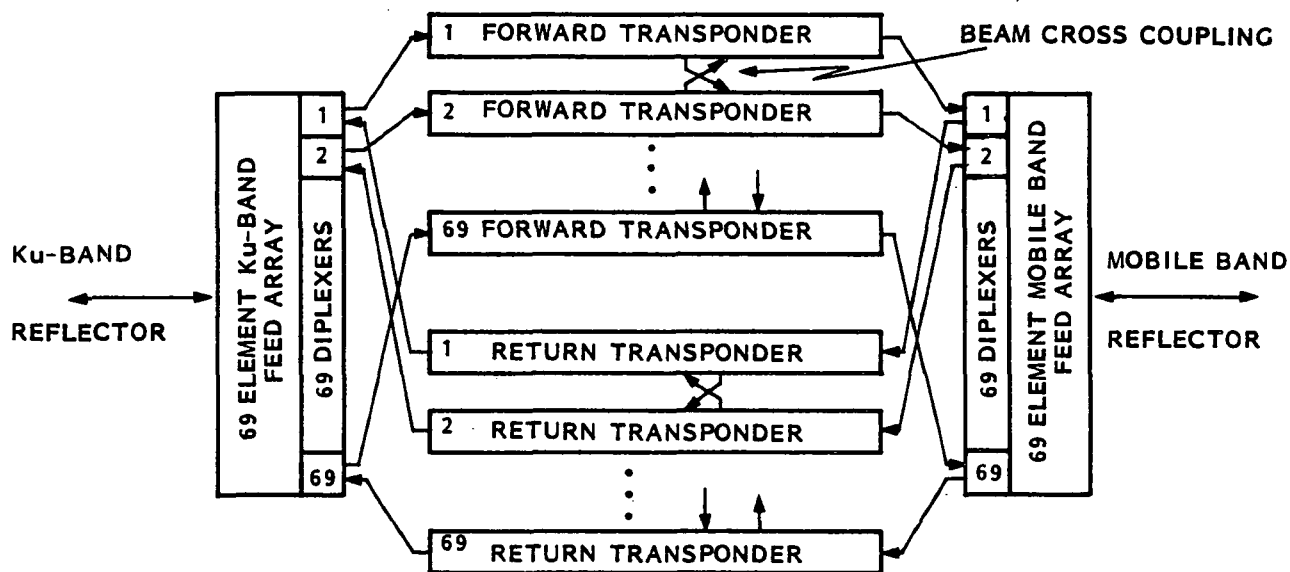 1 FORWARD TRANSPONDER
BEAM CROSS COUPLING
2 FORWARD TRANSPONDER
69 FORWARD TRANSPONDER
Ku-BAND
REFLECTOR
69 ELEMENT Ku-BAND
FEED ARRAY
69 DIPLEXERS
1
2
69
1 RETURN TRANSPONDER
2 RETURN TRANSPONDER
69 RETURN TRANSPONDER
1
2
69
69 DIPLEXERS
69 ELEMENT MOBILE BAND
FEED ARRAY
MOBILE BAND
REFLECTOR